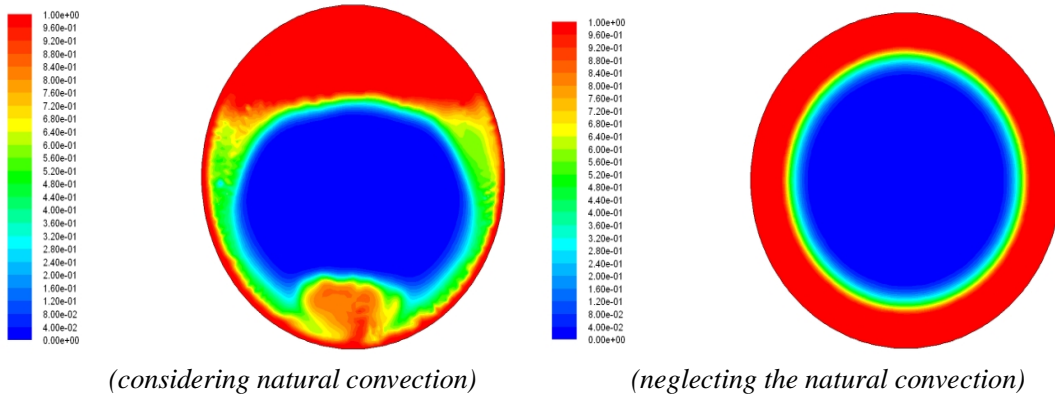 1.00e+00
9.60e-01
9.20e-01
8.80e-01
8.40e-01
8.00e-01
7.60e-01
7.20e-01
6.80e-01
6.40e-01
6.00e-01
5.60e-01
5.20e-01
4.80e-01
4.40e-01
4.00e-01
3.60e-01
3.20e-01
2.80e-01
2.40e-01
2.00e-01
1.60e-01
1.20e-01
8.00e-02
4.00e-02
0.00e+00
1.00e+00
9.60e-01
9.20e-01
8.80e-01
8.40e-01
8.00e-01
7.60e-01
7.20e-01
6.80e-01
6.40e-01
6.00e-01
5.60e-01
5.20e-01
4.80e-01
4.40e-01
4.00e-01
3.60e-01
3.20e-01
2.80e-01
2.40e-01
2.00e-01
1.60e-01
1.20e-01
8.00e-02
4.00e-02
0.00e+00
(considering natural convection)
(neglecting the natural convection)